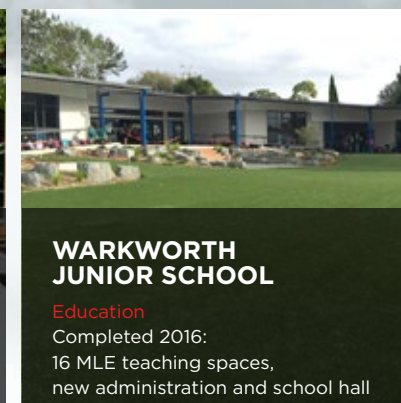 WARKWORTH
JUNIOR SCHOOL
Education
Completed 2016:
16 MLE teaching spaces,
new administration and school hall